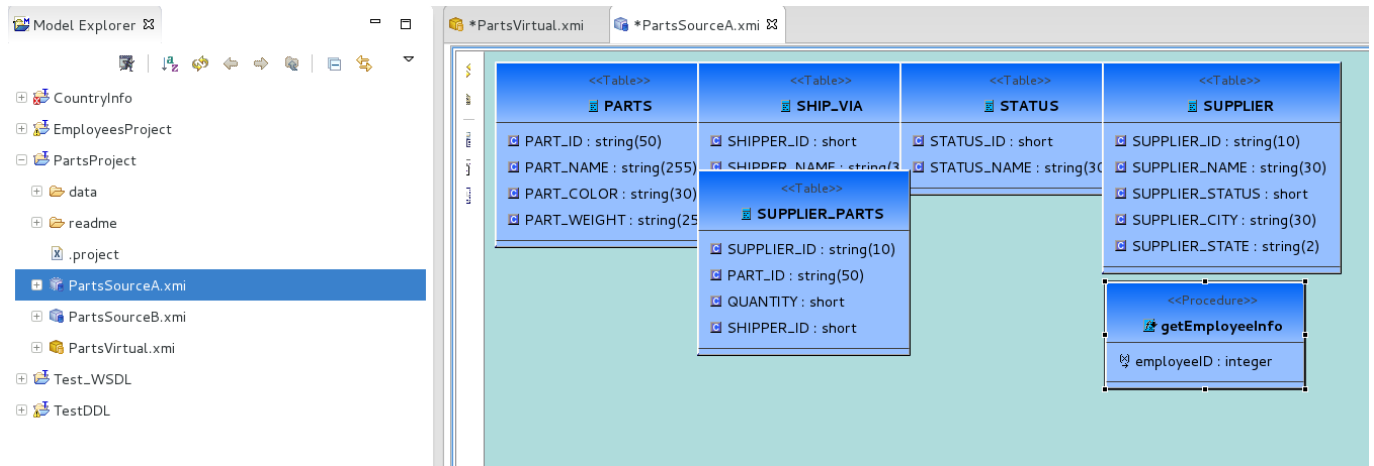 Model Explorer
CountryInfo
EmployeesProject
PartsProject
data
readme
.project
PartsSourceA.xmi
PartsSourceB.xmi
PartsVirtual.xmi
Test_WSDL
TestDDL
*PartsVirtual.xmi
*PartsSourceA.xmi
<<Table>>
PARTS
PART_ID : string(50)
PART_NAME : string(255)
PART_COLOR : string(30)
PART_WEIGHT : string(25
<<Table>>
SHIP_VIA
SHIPPER_ID : short
SHIPPER_NAME : string(3
<<Table>>
STATUS
STATUS_ID : short
STATUS_NAME : string(30
<<Table>>
SUPPLIER
SUPPLIER_ID : string(10)
SUPPLIER_NAME : string(30)
SUPPLIER_STATUS : short
SUPPLIER_CITY : string(30)
SUPPLIER_STATE : string(2)
<<Table>>
SUPPLIER_PARTS
SUPPLIER_ID : string(10)
PART_ID : string(50)
QUANTITY : short
SHIPPER_ID : short
<<Procedure>>
getEmployeeInfo
employeeID : integer